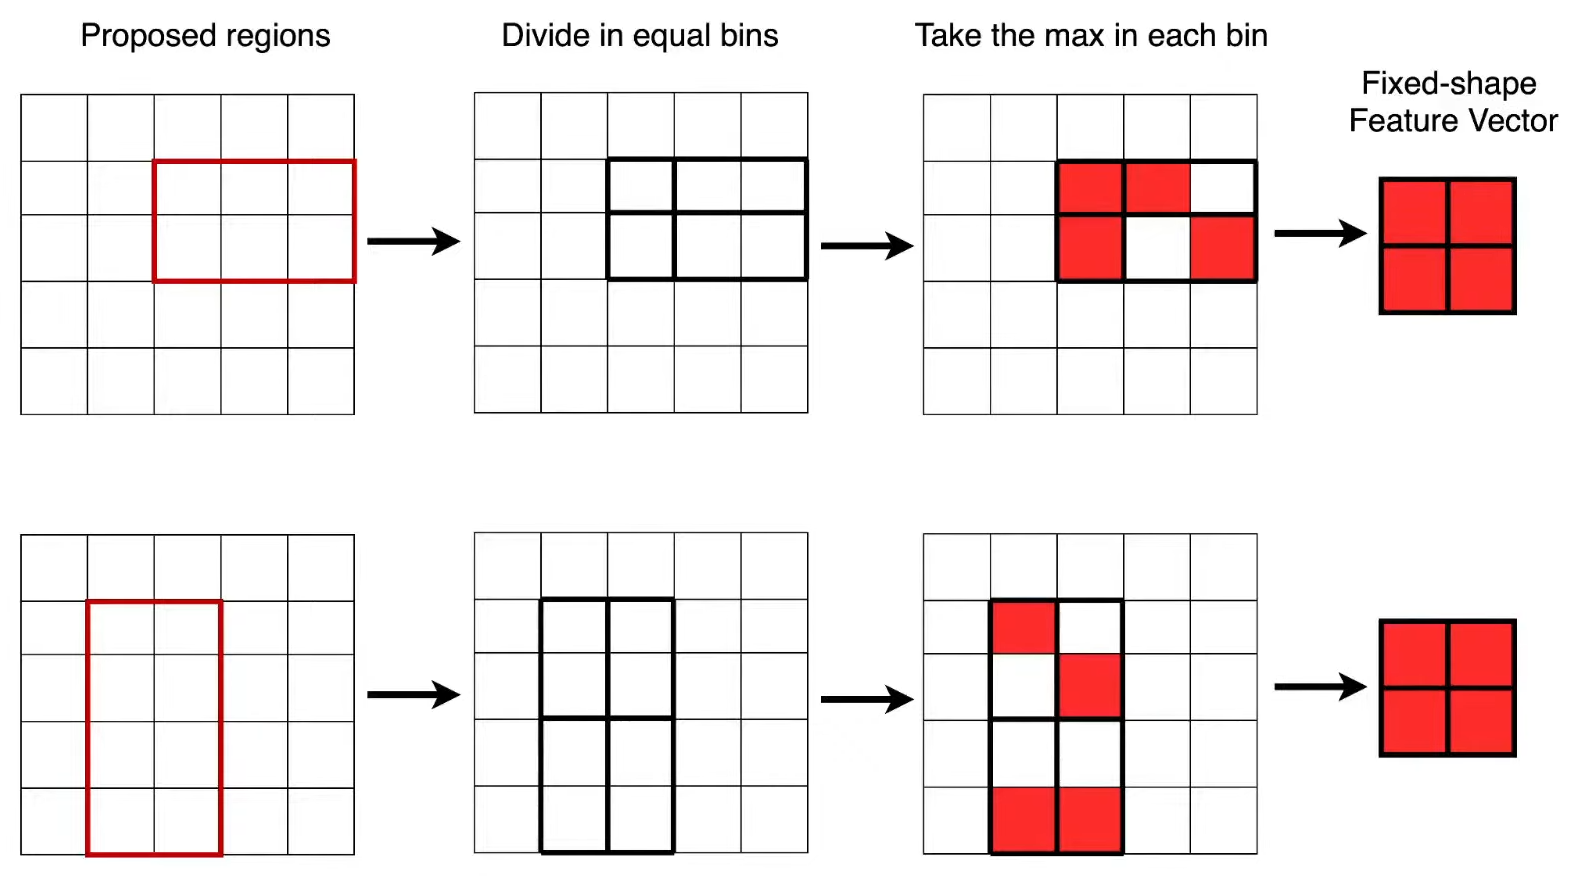 Proposed regions
Divide in equal bins
Take the max in each bin
Fixed-shape
Feature Vector